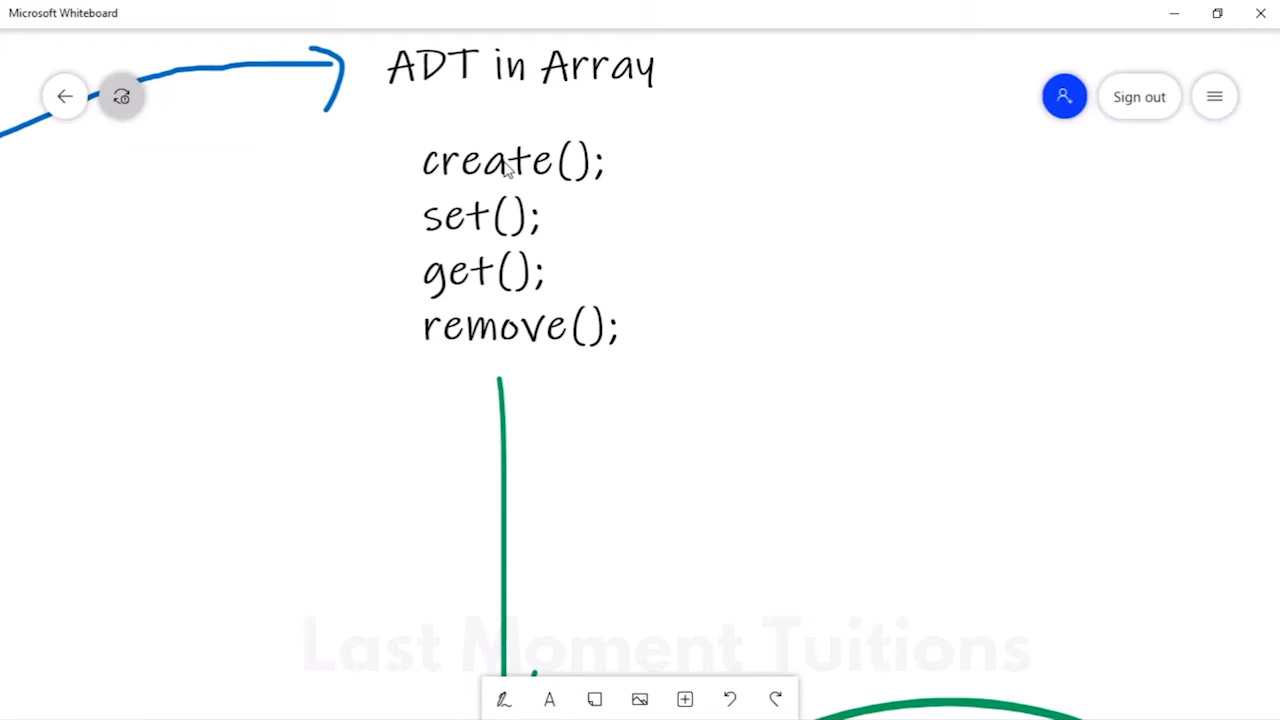 Microsoft Whiteboard
ADT in Array
Sign out
create();
set();
get();
remove();
Last Moment Tuitions